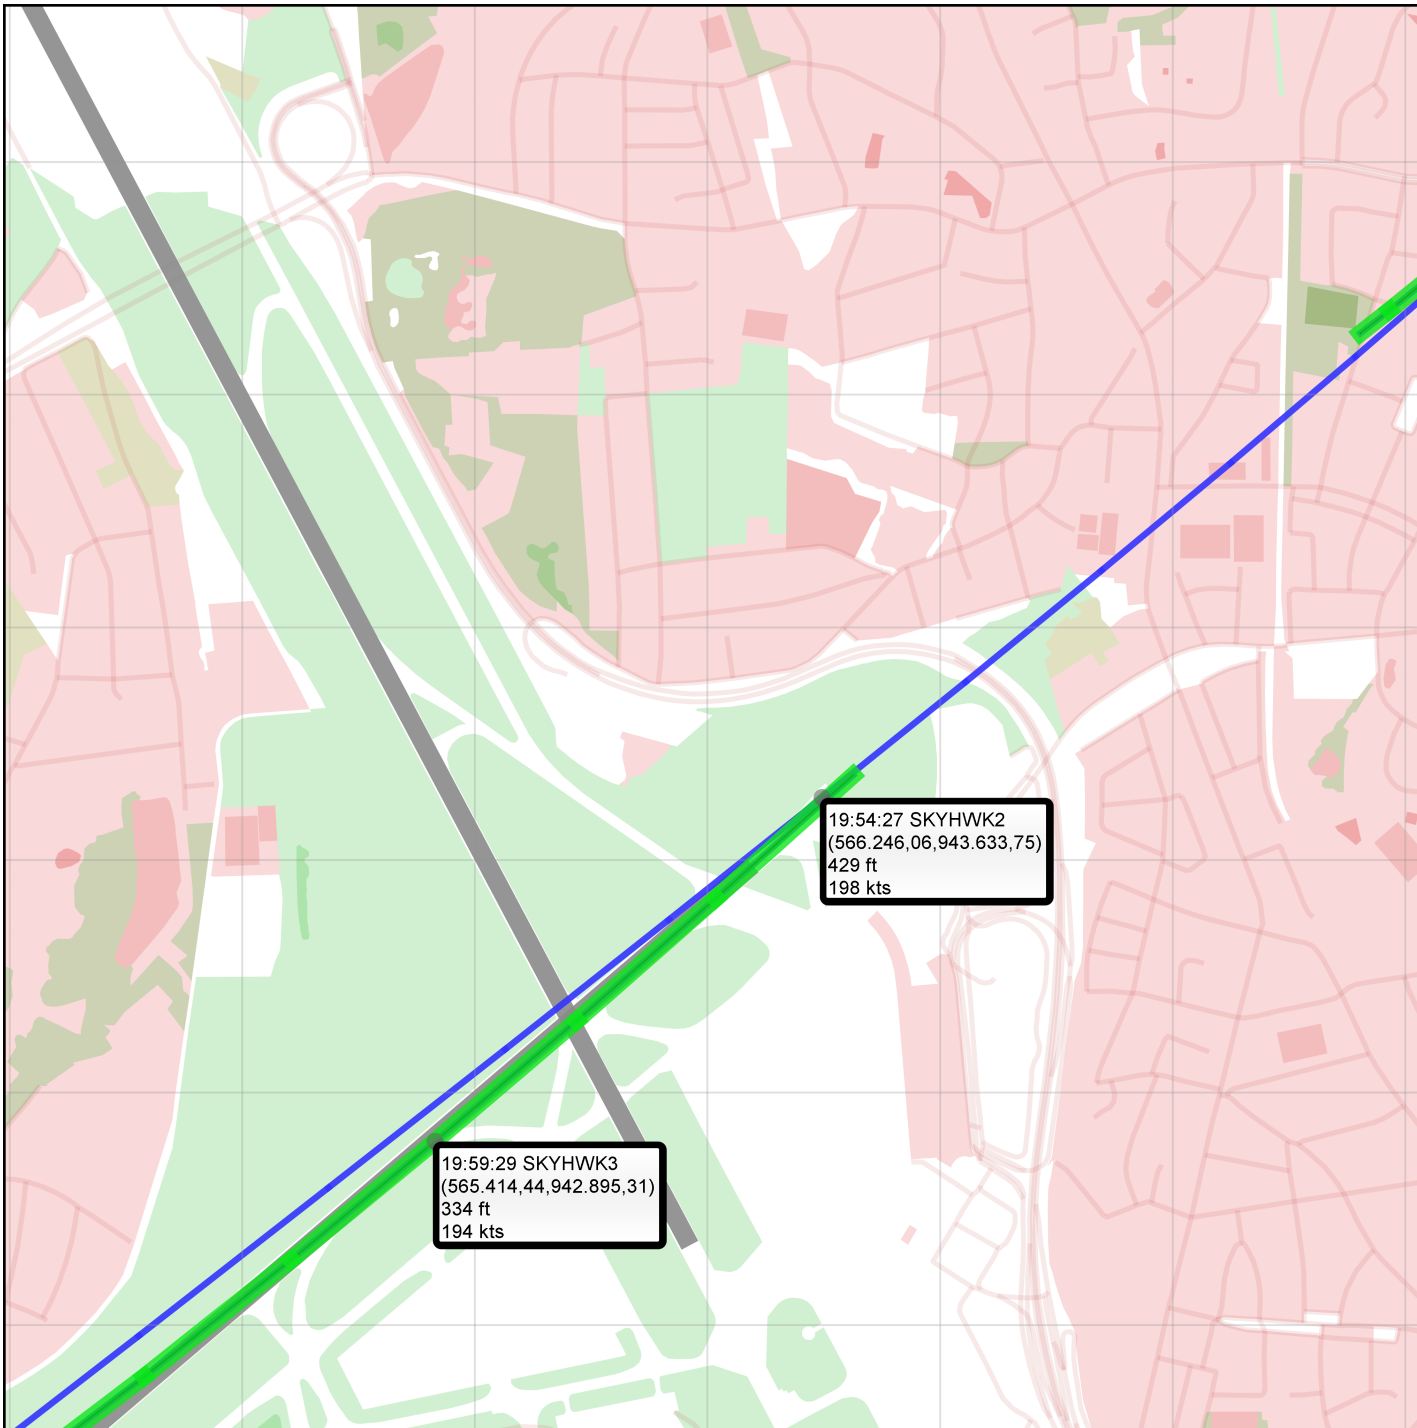 19:54:27 SKYHWK2
(566.246,06,943.633,75)
429 ft
198 kts
19:59:29 SKYHWK3
(565.414,44,942.895,31)
334 ft
194 kts